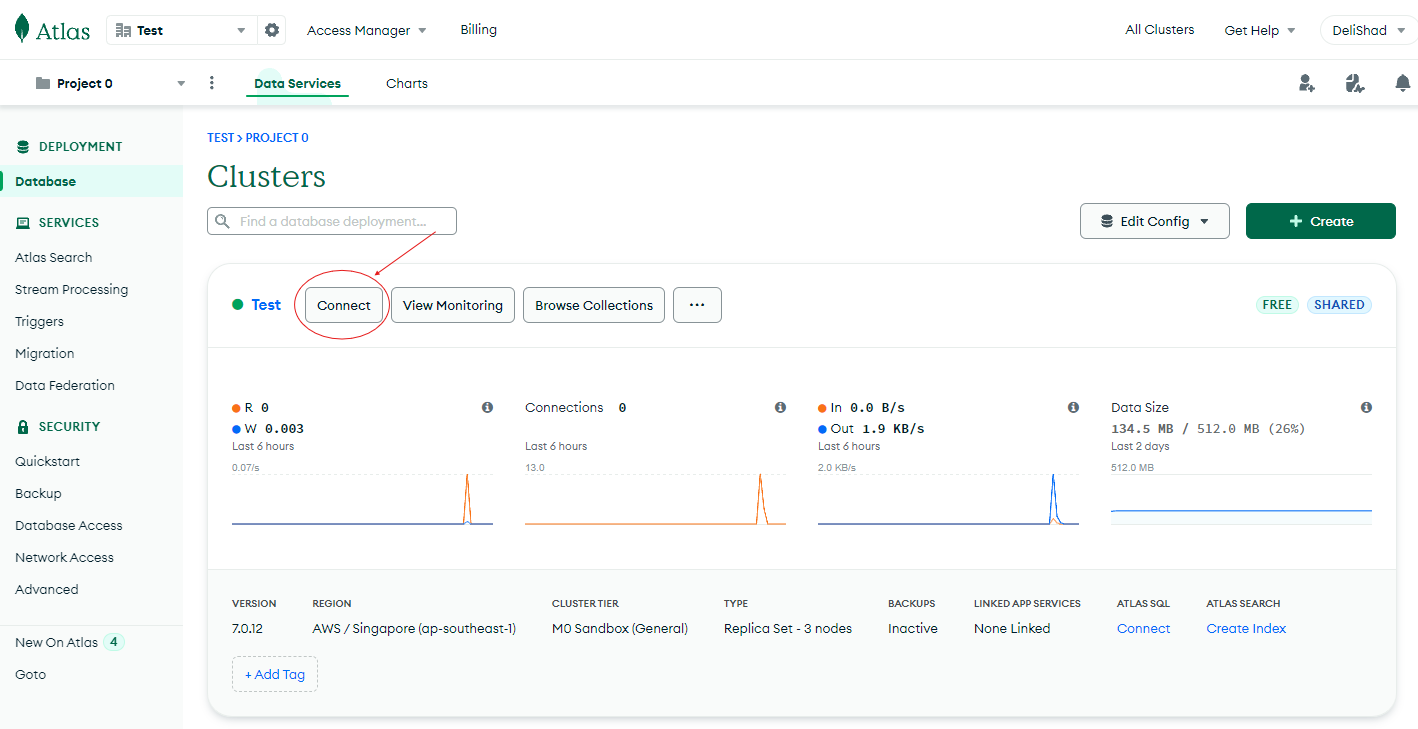 Atlas
Test
Access Manager
Billing
All Clusters
Get Help
DeliShad
Project 0
Data Services
Charts
DEPLOYMENT
Database
SERVICES
Atlas Search
Stream Processing
Triggers
Migration
Data Federation
SECURITY
Quickstart
Backup
Database Access
Network Access
Advanced
New On Atlas 4
Goto
TEST > PROJECT 0
Clusters
Find a database deployment...
Edit Config
+ Create
Test
Connect
View Monitoring
Browse Collections
...
FREE
SHARED
R 0
W 0.003
Last 6 hours
0.07/s
Connections 0
Last 6 hours
13.0
In 0.0 B/s
Out 1.9 KB/s
Last 6 hours
2.0 KB/s
Data Size
134.5 MB / 512.0 MB (26%)
Last 2 days
512.0 MB
VERSION
7.0.12
REGION
AWS / Singapore (ap-southeast-1)
CLUSTER TIER
M0 Sandbox (General)
TYPE
Replica Set - 3 nodes
BACKUPS
Inactive
LINKED APP SERVICES
None Linked
ATLAS SQL
Connect
ATLAS SEARCH
Create Index
+ Add Tag